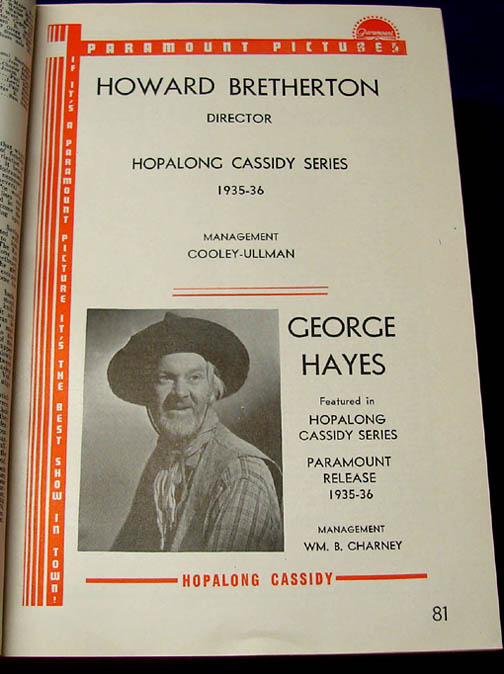 Paramount
PARAMOUNT PICTURES
IF IT'S A PARAMOUNT PICTURE IT'S THE BEST SHOW IN TOWN!
HOWARD BRETHERTON
DIRECTOR
HOPALONG CASSIDY SERIES
1935-36
MANAGEMENT
COOLEY-ULLMAN
GEORGE
HAYES
Featured in
HOPALONG
CASSIDY SERIES
PARAMOUNT
RELEASE
1935-36
MANAGEMENT
WM. B. CHARNEY
HOPALONG CASSIDY
81